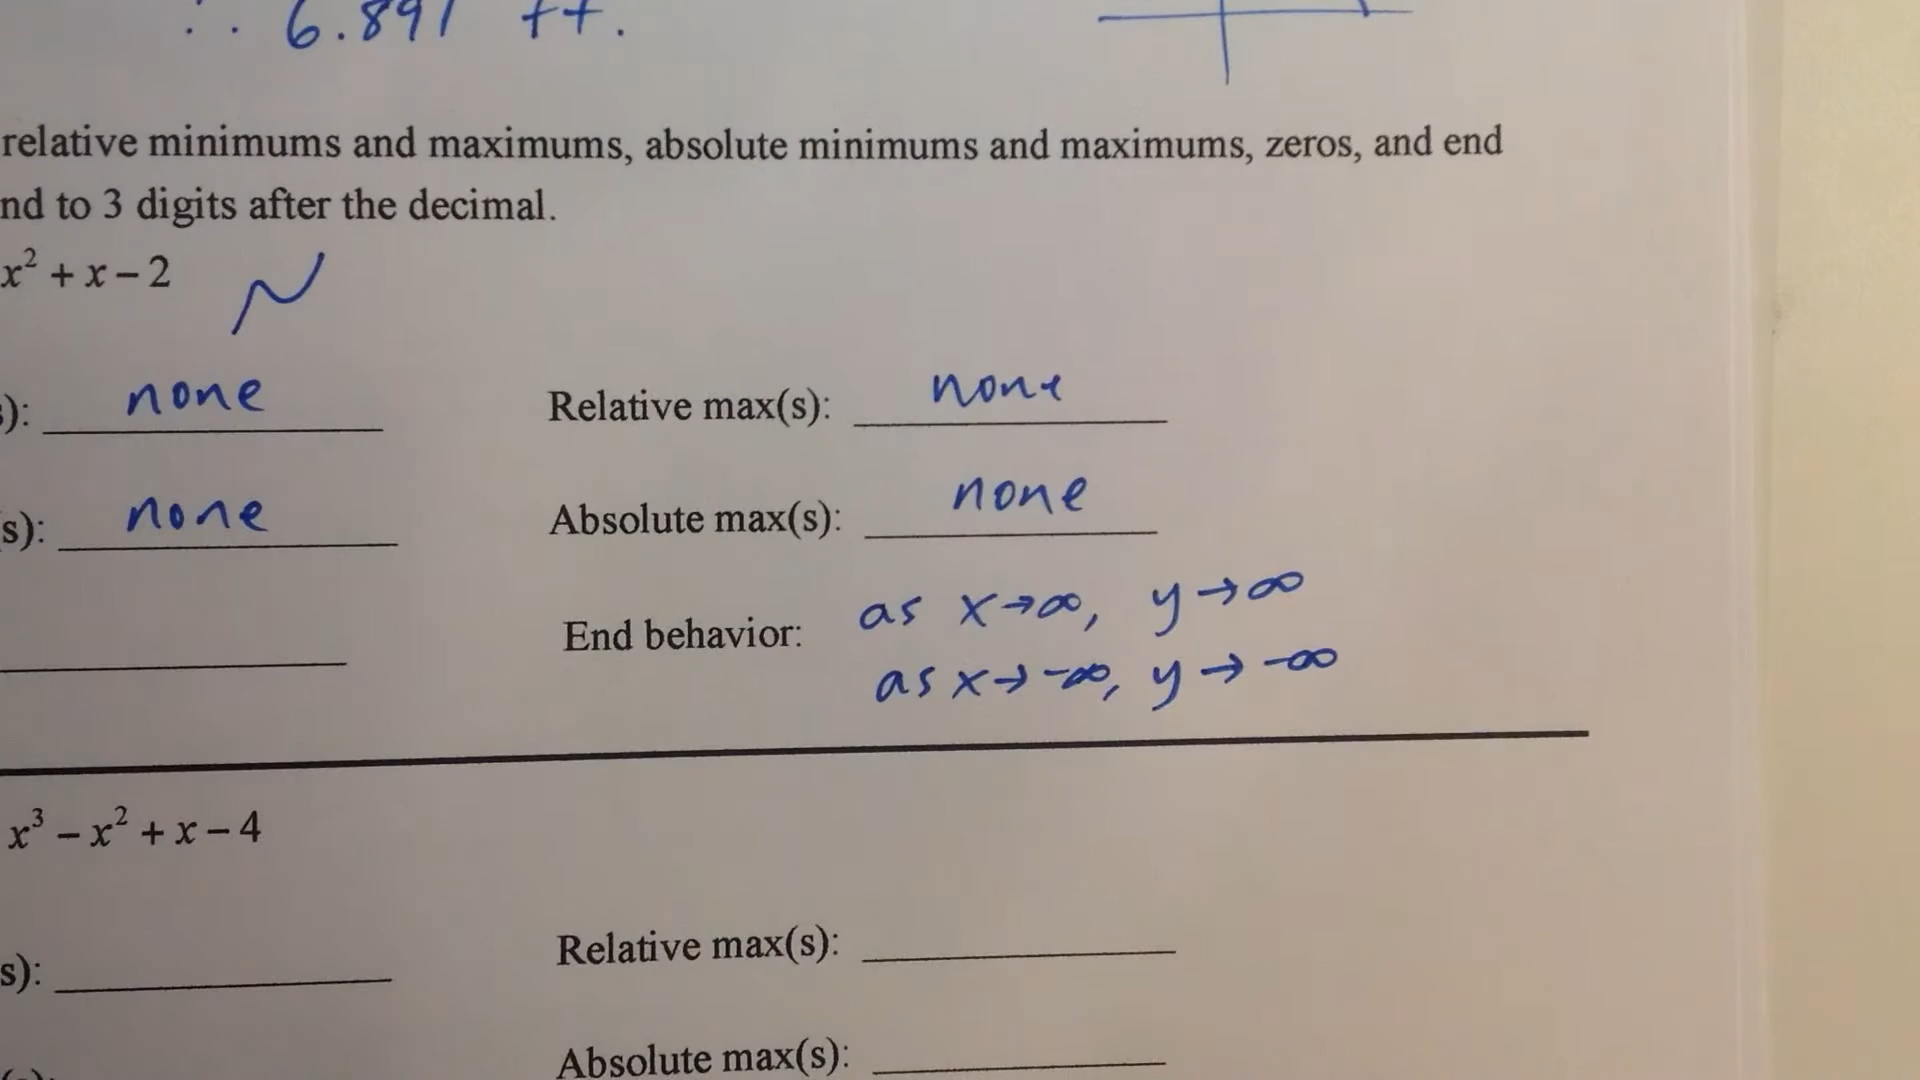 ∴ 6.891 ft.
relative minimums and maximums, absolute minimums and maximums, zeros, and end
nd to 3 digits after the decimal.
x² + x – 2
): none Relative max(s): none
s): none Absolute max(s): none
End behavior: as x→∞, y→∞
as x→-∞, y→-∞
x³ – x² + x – 4
s): Relative max(s):
Absolute max(s):